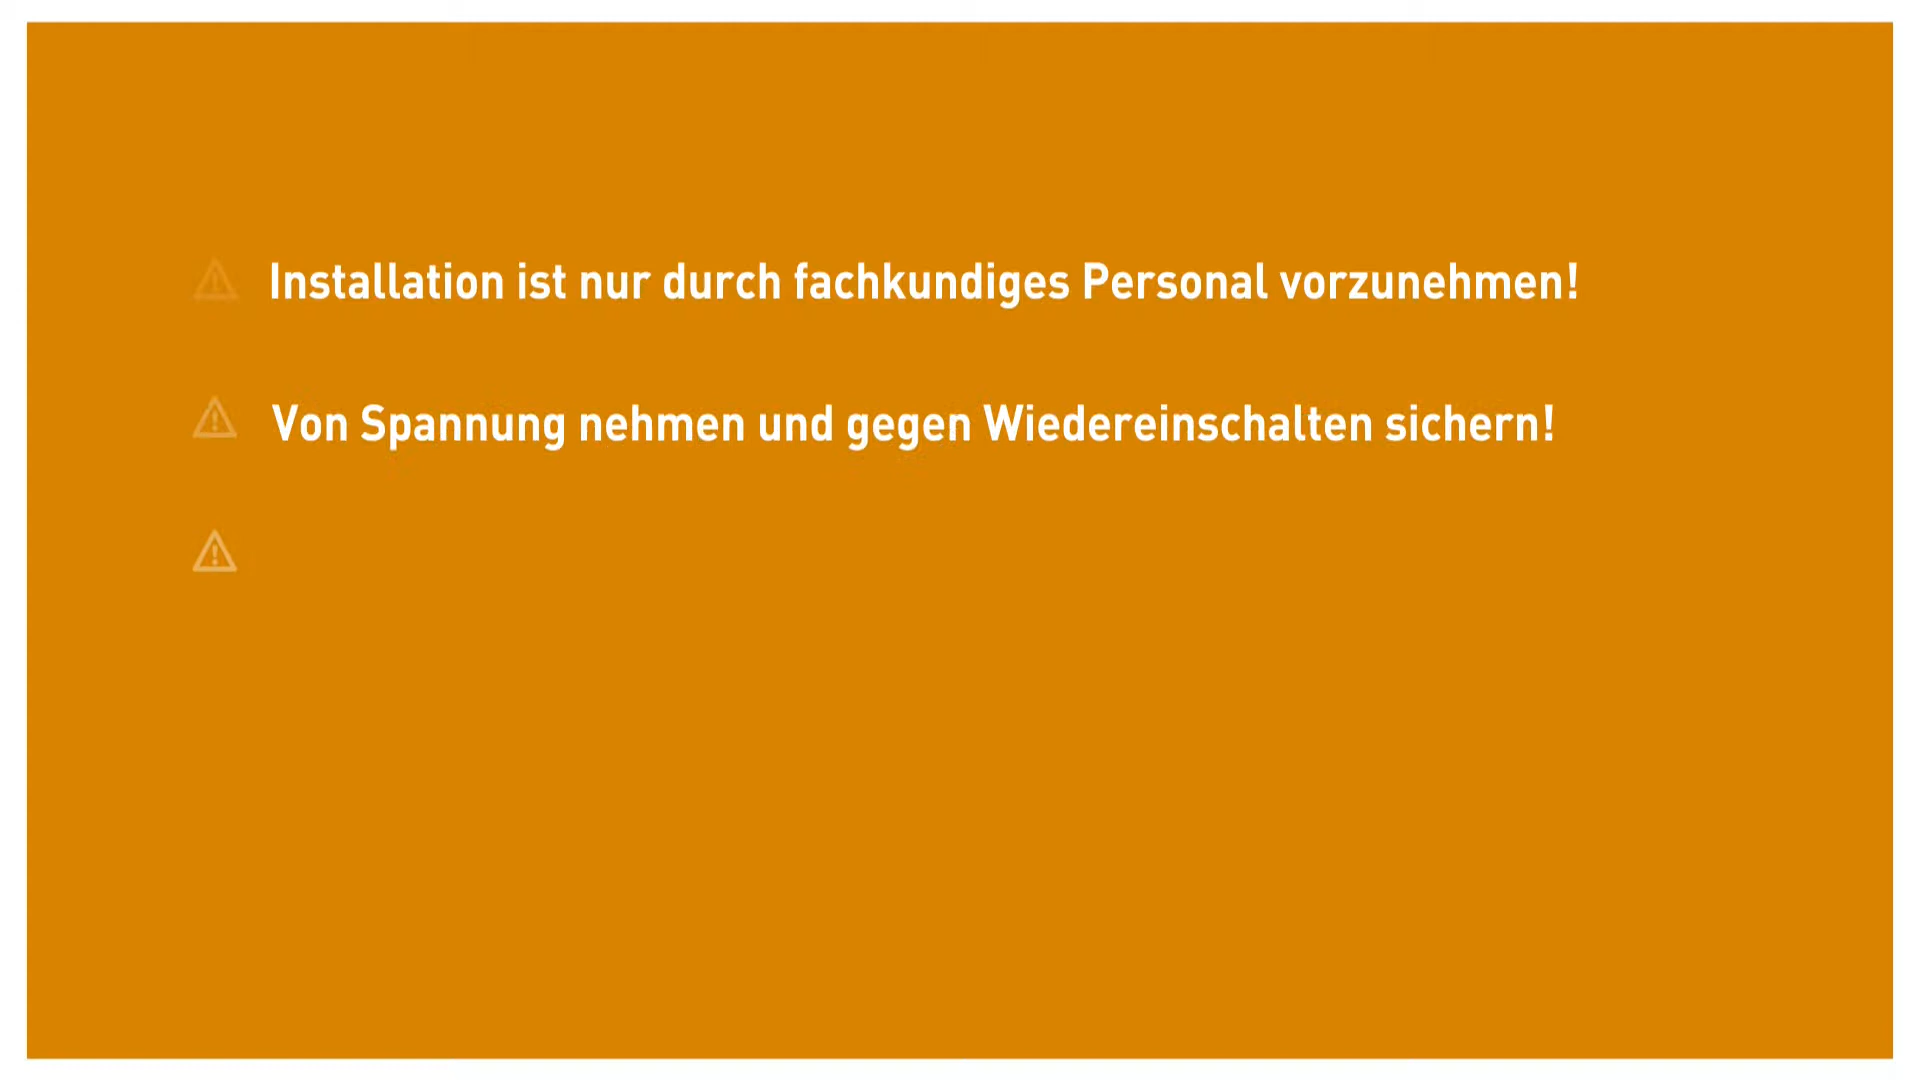 Installation ist nur durch fachkundiges Personal vorzunehmen!
Von Spannung nehmen und gegen Wiedereinschalten sichern!